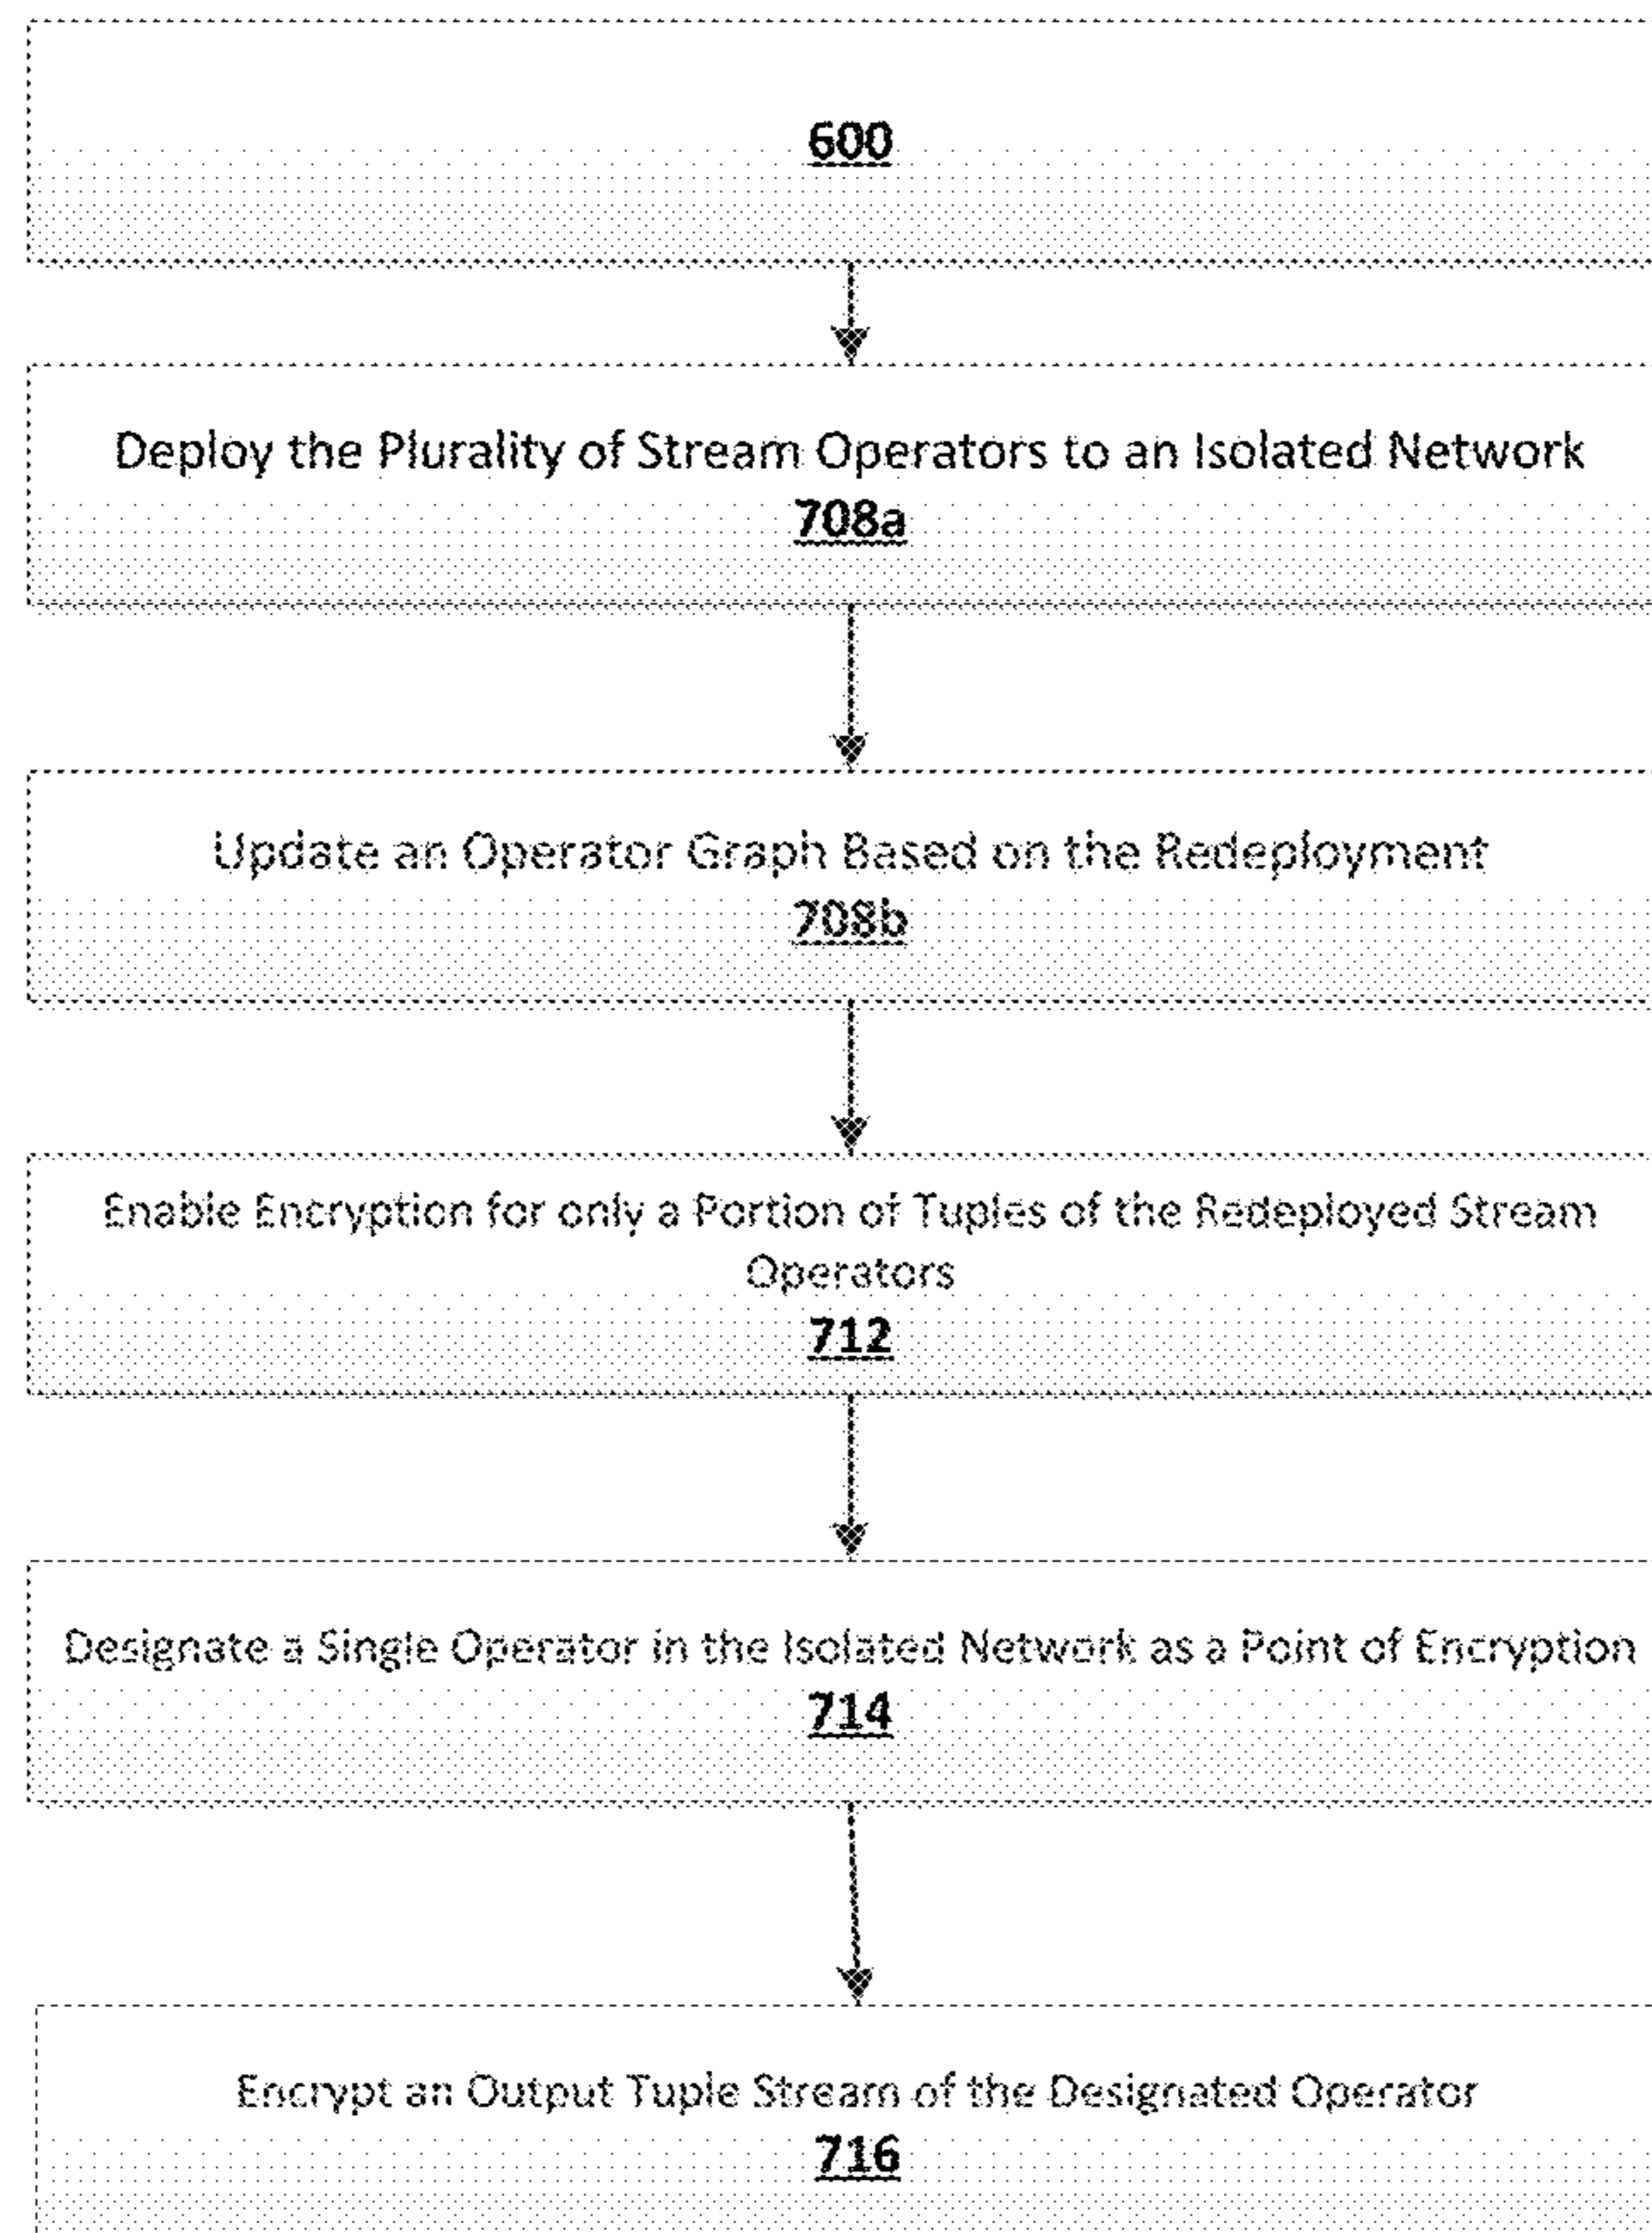 600
Deploy the Plurality of Stream Operators to an Isolated Network
708a
Update an Operator Graph Based on the Redeployment
708b
Enable Encryption for only a Portion of Tuples of the Redeployed Stream
Operators
712
Designate a Single Operator in the Isolated Network as a Point of Encryption
714
Encrypt an Output Tuple Stream of the Designated Operator
716